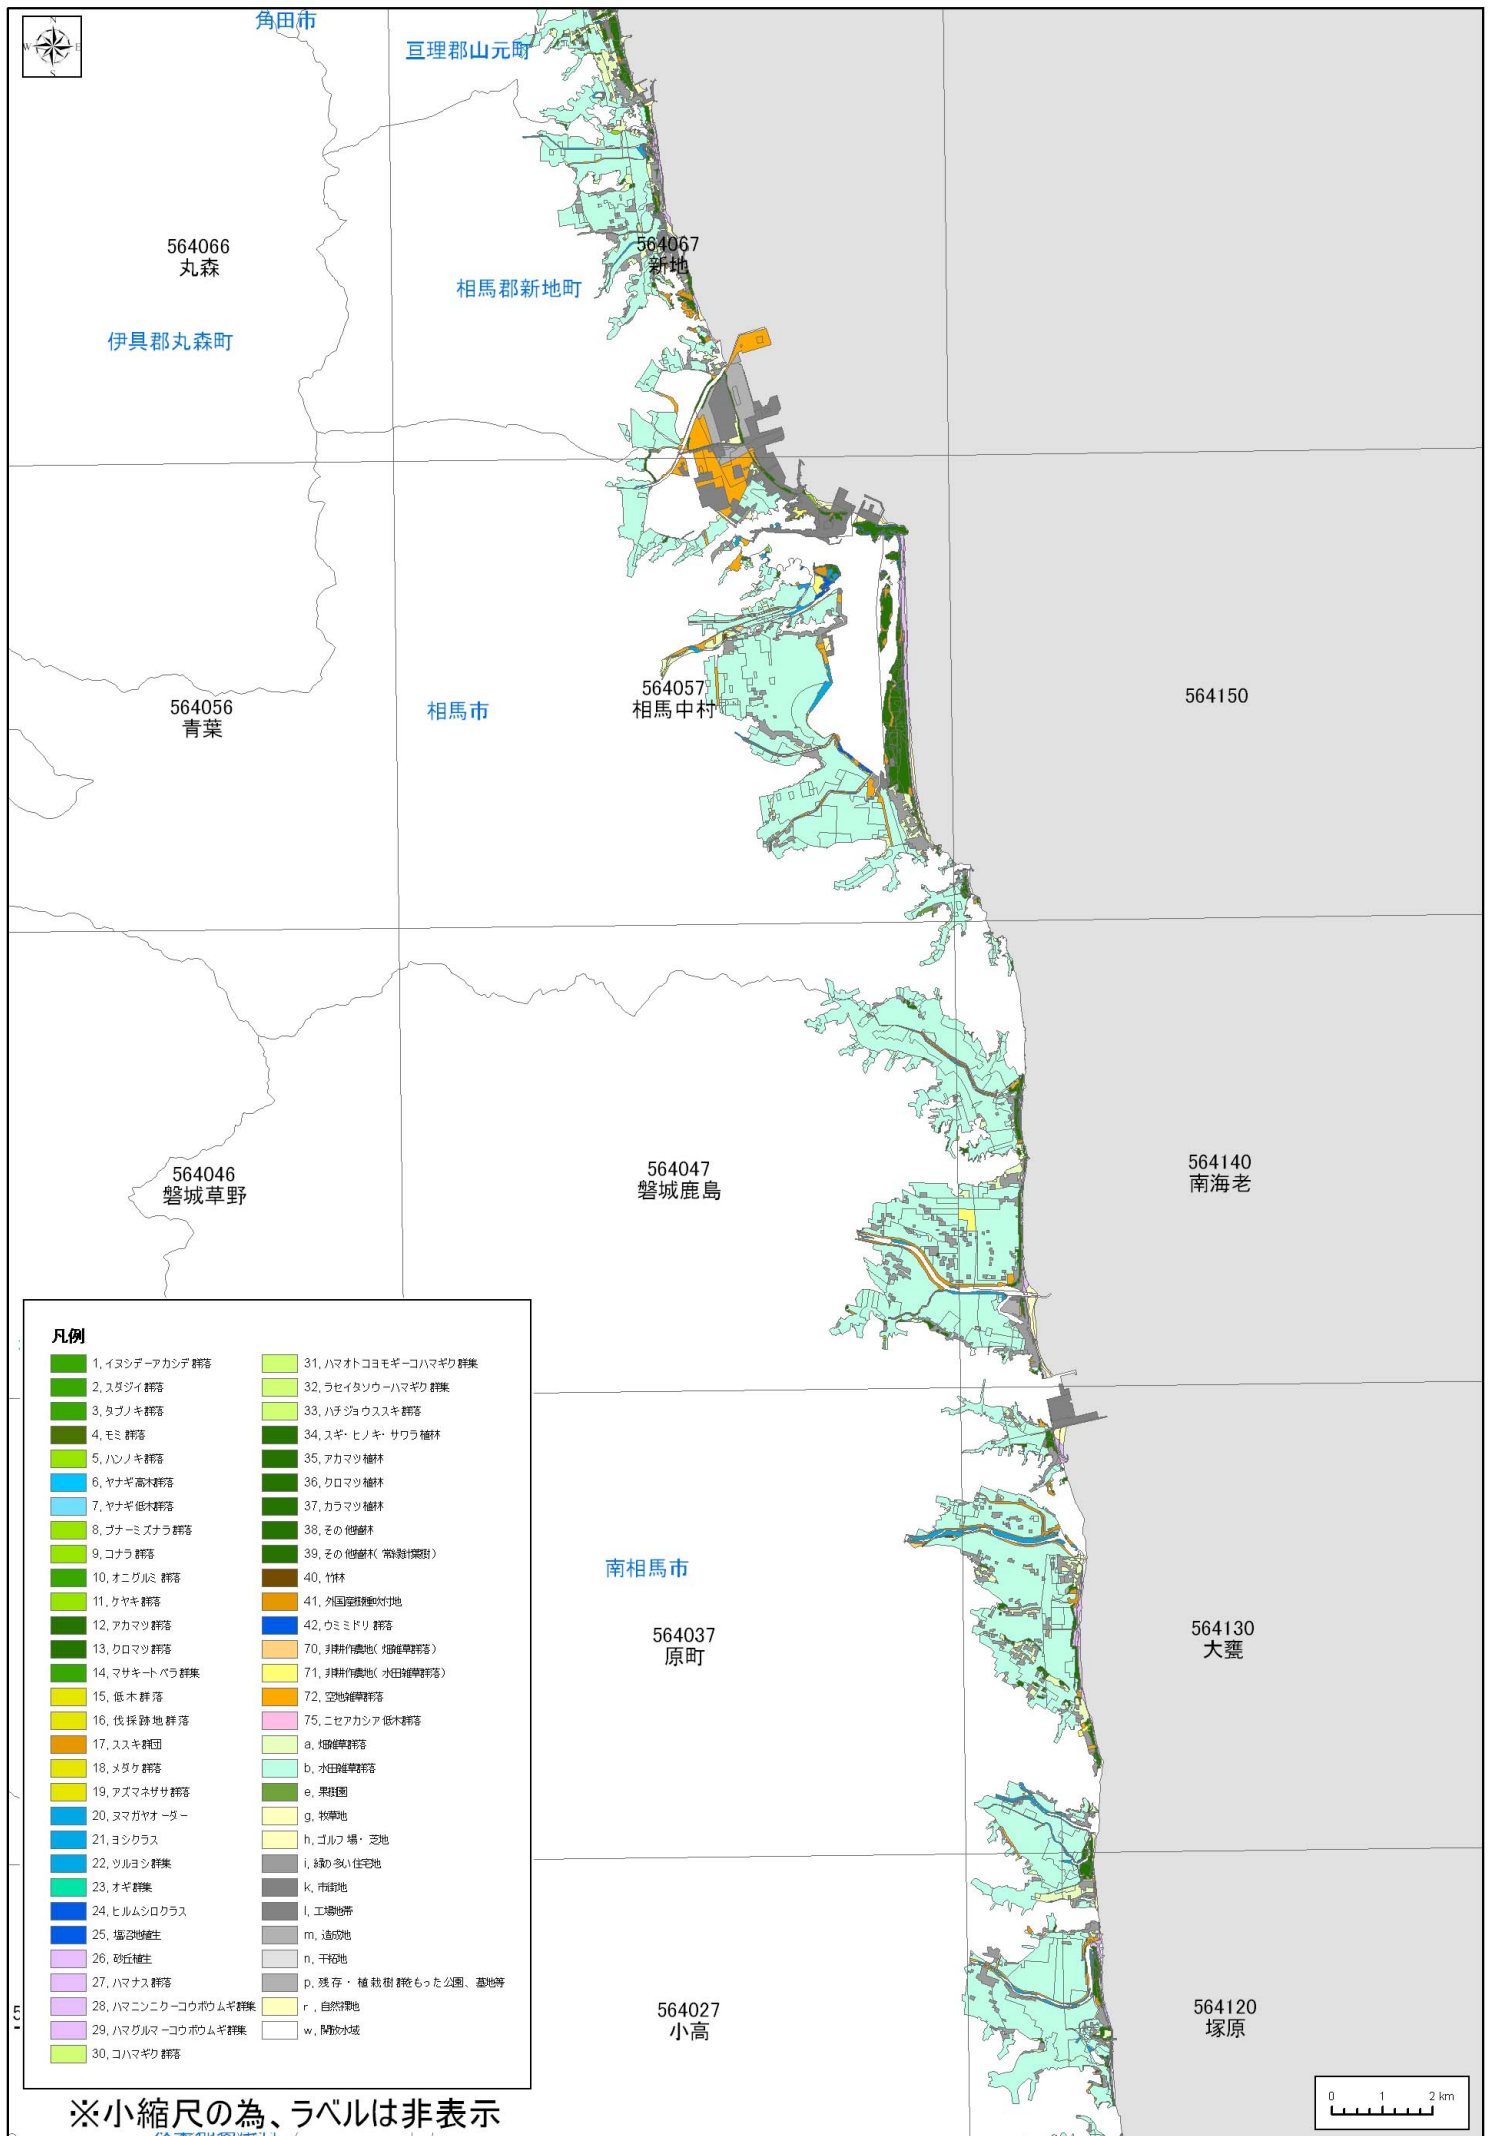 N
W
E
S
角田市
亘理郡山元町
564066
丸森
564067
新地
相馬郡新地町
伊具郡丸森町
564056
青葉
相馬市
564057
相馬中村
564150
564046
磐城草野
564047
磐城鹿島
564140
南海老
南相馬市
564037
原町
564130
大甕
564027
小高
564120
塚原
凡例
1, イヌシデーアカシデ群落
2, スダジイ群落
3, タブノキ群落
4, モミ群落
5, ハンノキ群落
6, ヤナギ高木群落
7, ヤナギ低木群落
8, ブナーミズナラ群落
9, コナラ群落
10, オニグルミ群落
11, ケヤキ群落
12, アカマツ群落
13, クロマツ群落
14, マサキートベラ群集
15, 低木群落
16, 伐採跡地群落
17, ススキ群団
18, メダケ群落
19, アズマネザサ群落
20, ヌマガヤオーダー
21, ヨシクラス
22, ツルヨシ群集
23, オギ群集
24, ヒルムシロクラス
25, 塩沼地植生
26, 砂丘植生
27, ハマナス群落
28, ハマニンニクーコウボウムギ群集
29, ハマグルマーコウボウムギ群集
30, コハマギク群落
31, ハマオトコヨモギーコハマギク群集
32, ラセイタソウーハマギク群集
33, ハチジョウススキ群落
34, スギ・ヒノキ・サワラ植林
35, アカマツ植林
36, クロマツ植林
37, カラマツ植林
38, その他植林
39, その他植林（常緑針葉樹）
40, 竹林
41, 外国産樹種吹付地
42, ウミミドリ群落
70, 非耕作農地（畑雑草群落）
71, 非耕作農地（水田雑草群落）
72, 空地雑草群落
75, ニセアカシア低木群落
a, 畑雑草群落
b, 水田雑草群落
e, 果樹園
g, 牧草地
h, ゴルフ場・芝地
i, 緑の多い住宅地
k, 市街地
l, 工場地帯
m, 造成地
n, 干拓地
p, 残存・植栽樹群をもった公園、墓地等
r, 自然裸地
w, 開放水域
※小縮尺の為、ラベルは非表示
0 1 2 km